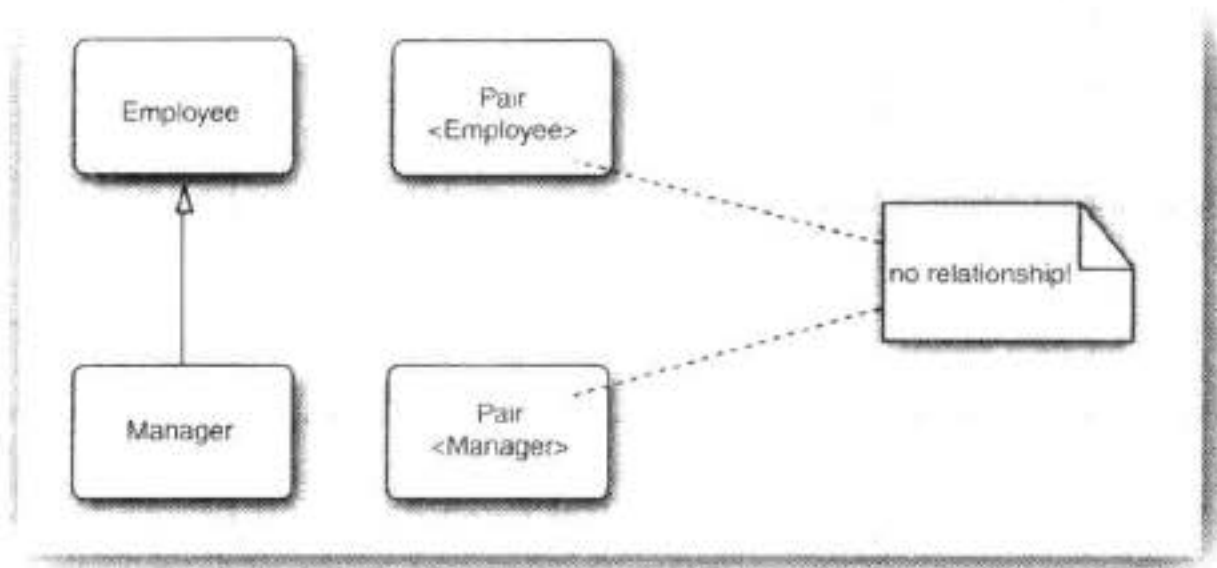 Employee
Pair
<Employee>
no relationship!
Manager
Pair
<Manager>